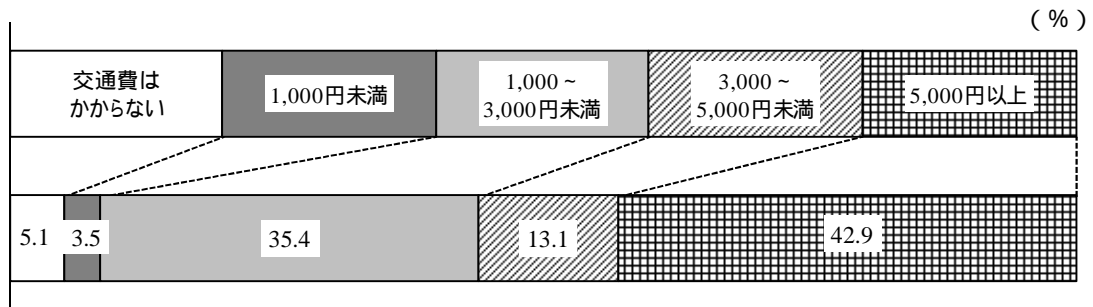 (%)
交通費は
かからない
1,000円未満
1,000～
3,000円未満
3,000～
5,000円未満
5,000円以上
5.1
3.5
35.4
13.1
42.9